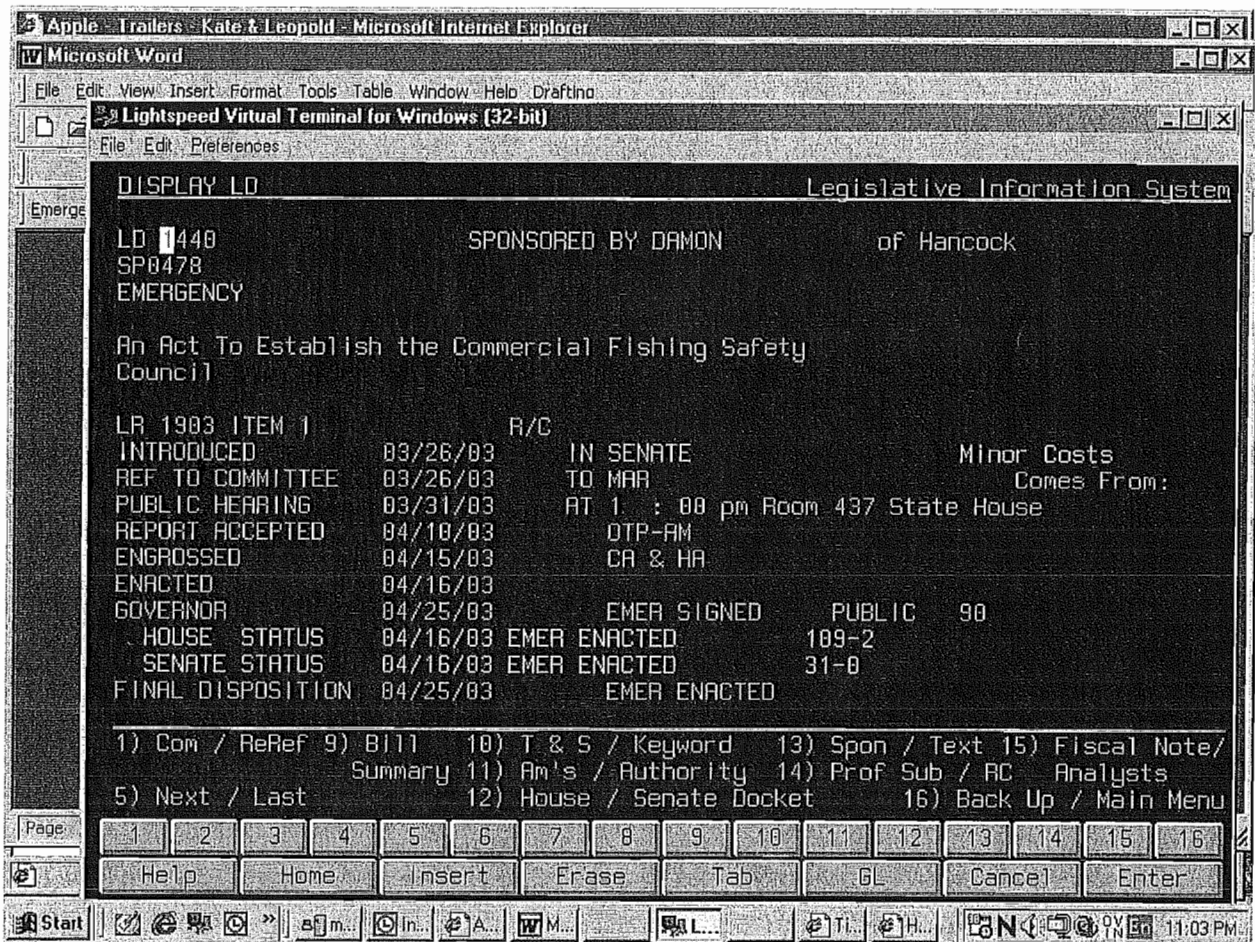 Apple - Trailers - Kate & Leopold - Microsoft Internet Explorer
Microsoft Word
File Edit View Insert Format Tools Table Window Help Drafting
Lightspeed Virtual Terminal for Windows (32-bit)
File Edit Preferences
Emerge
DISPLAY LD Legislative Information System
LD 1440 SPONSORED BY DAMON of Hancock
SP0478
EMERGENCY
An Act To Establish the Commercial Fishing Safety
Council
LR 1903 ITEM 1 R/C
INTRODUCED 03/26/03 IN SENATE Minor Costs
REF TO COMMITTEE 03/26/03 TO MAR Comes From:
PUBLIC HEARING 03/31/03 AT 1 : 00 pm Room 437 State House
REPORT ACCEPTED 04/10/03 OTP-AM
ENGROSSED 04/15/03 CA & HA
ENACTED 04/16/03
GOVERNOR 04/25/03 EMER SIGNED PUBLIC 90
HOUSE STATUS 04/16/03 EMER ENACTED 109-2
SENATE STATUS 04/16/03 EMER ENACTED 31-0
FINAL DISPOSITION 04/25/03 EMER ENACTED
1) Com / ReRef 9) Bill 10) T & S / Keyword 13) Spon / Text 15) Fiscal Note/
Summary 11) Am's / Authority 14) Prof Sub / RC Analysts
5) Next / Last 12) House / Senate Docket 16) Back Up / Main Menu
Page
1 2 3 4 5 6 7 8 9 10 11 12 13 14 15 16
Help Home Insert Erase Tab GL Cancel Enter
Start m... In... A... M... L... Ti... H... 11:03 PM